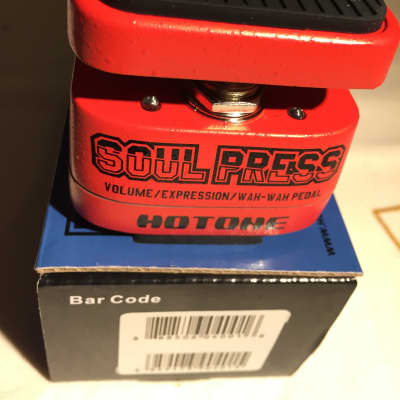 SOUL PRESS
VOLUME/EXPRESSION/WAH-WAH PEDAL
HOTONE
Bar Code